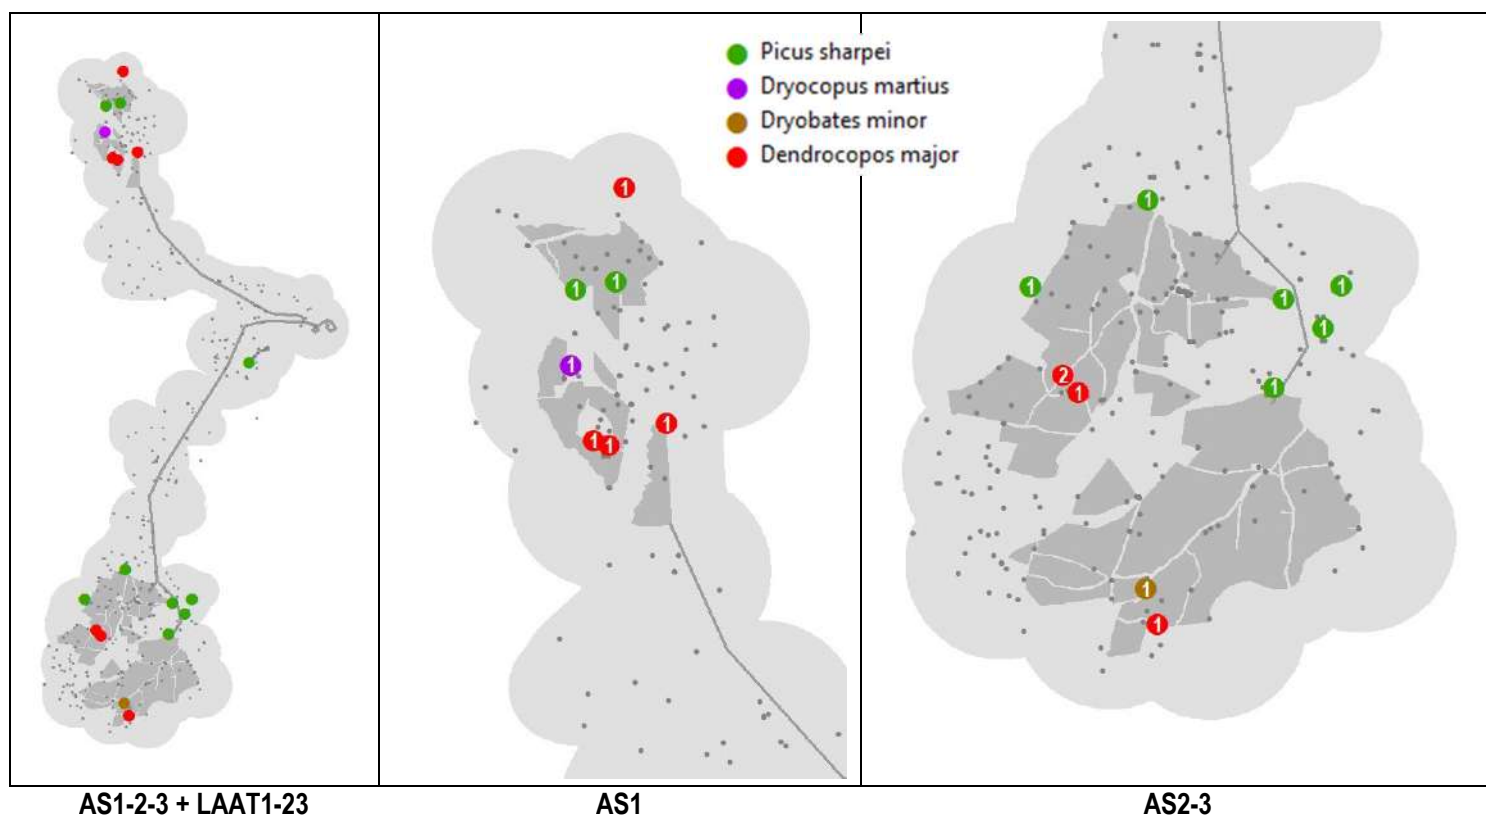 Picus sharpei
Dryocopus martius
Dryobates minor
Dendrocopos major
1
1
1
1
1
1
1
1
1
1
1
1
1
2
1
1
1
1
AS1-2-3 + LAAT1-23
AS1
AS2-3